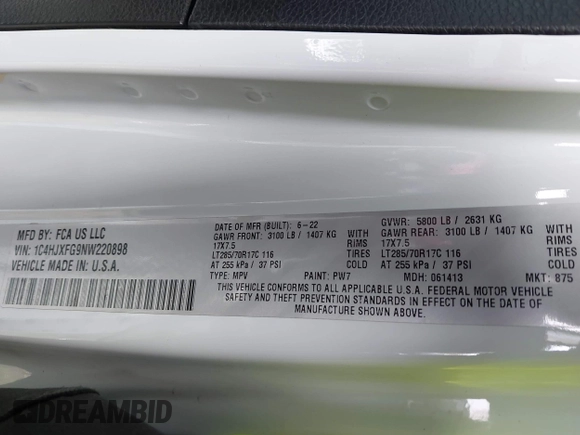 MFD BY: FCA US LLC
VIN: 1C4HJXFG9NW220898
VEHICLE MADE IN U.S.A.
DATE OF MFR (BUILT): 6-22
GAWR FRONT: 3100 LB / 1407 KG WITH
17X7.5 RIMS
LT285/70R17C 116 TIRES
AT 255 kPa / 37 PSI COLD
GVWR: 5800 LB / 2631 KG
GAWR REAR: 3100 LB / 1407 KG WITH
17X7.5 RIMS
LT285/70R17C 116 TIRES
AT 255 kPa / 37 PSI COLD
TYPE: MPV PAINT: PW7 MDH: 061413 MKT: 875
THIS VEHICLE CONFORMS TO ALL APPLICABLE U.S.A. FEDERAL MOTOR VEHICLE
SAFETY AND THEFT PREVENTION STANDARDS IN EFFECT ON THE DATE OF
MANUFACTURE SHOWN ABOVE.
DREAMBID